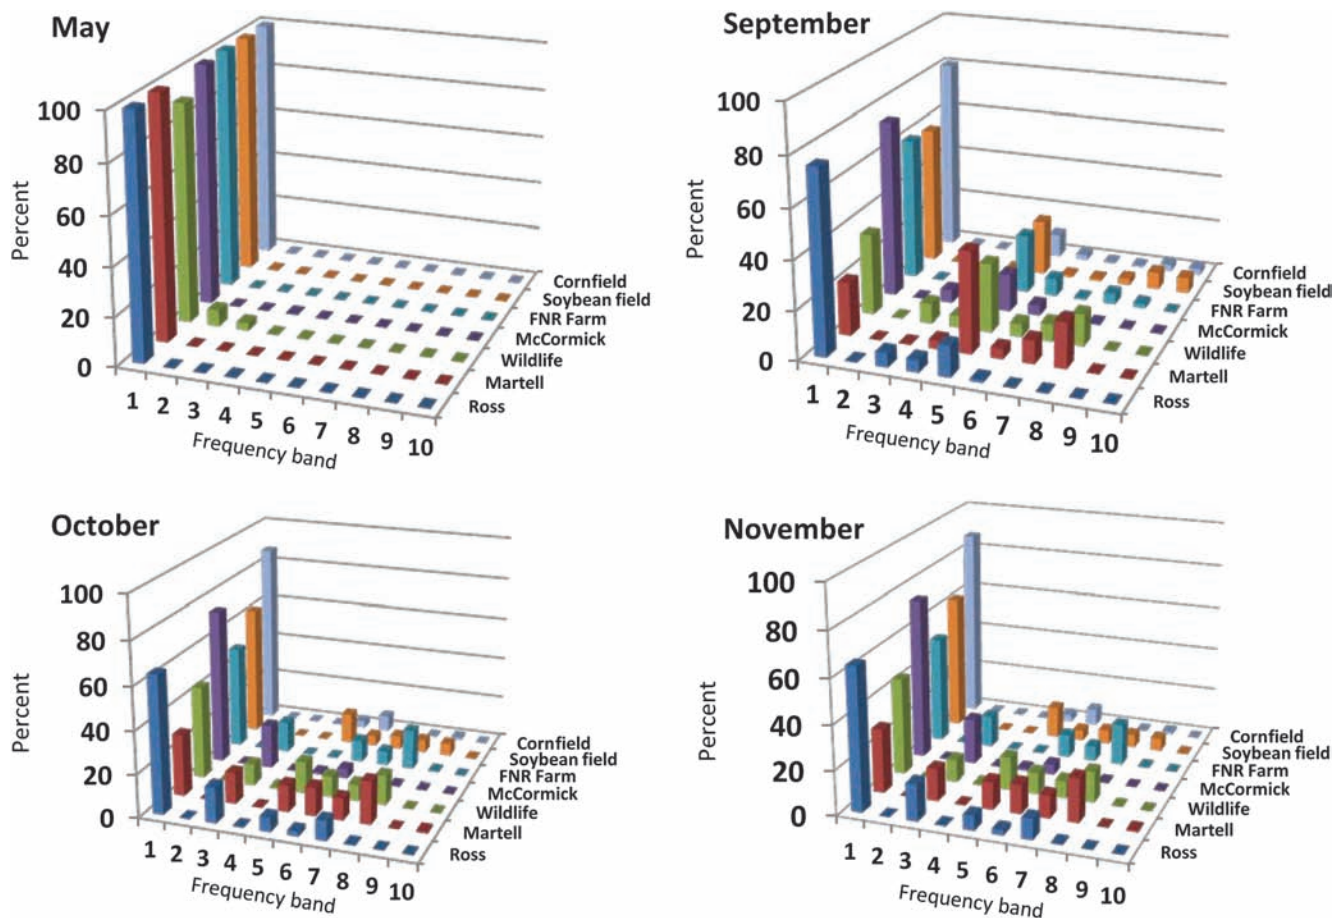 May
100
80
60
40
20
0
Percent
1 2 3 4 5 6 7 8 9 10
Frequency band
Cornfield
Soybean field
FNR Farm
McCormick
Wildlife
Martell
Ross
September
100
80
60
40
20
0
Percent
1 2 3 4 5 6 7 8 9 10
Frequency band
Cornfield
Soybean field
FNR Farm
McCormick
Wildlife
Martell
Ross
October
100
80
60
40
20
0
Percent
1 2 3 4 5 6 7 8 9 10
Frequency band
Cornfield
Soybean field
FNR Farm
McCormick
Wildlife
Martell
Ross
November
100
80
60
40
20
0
Percent
1 2 3 4 5 6 7 8 9 10
Frequency band
Cornfield
Soybean field
FNR Farm
McCormick
Wildlife
Martell
Ross